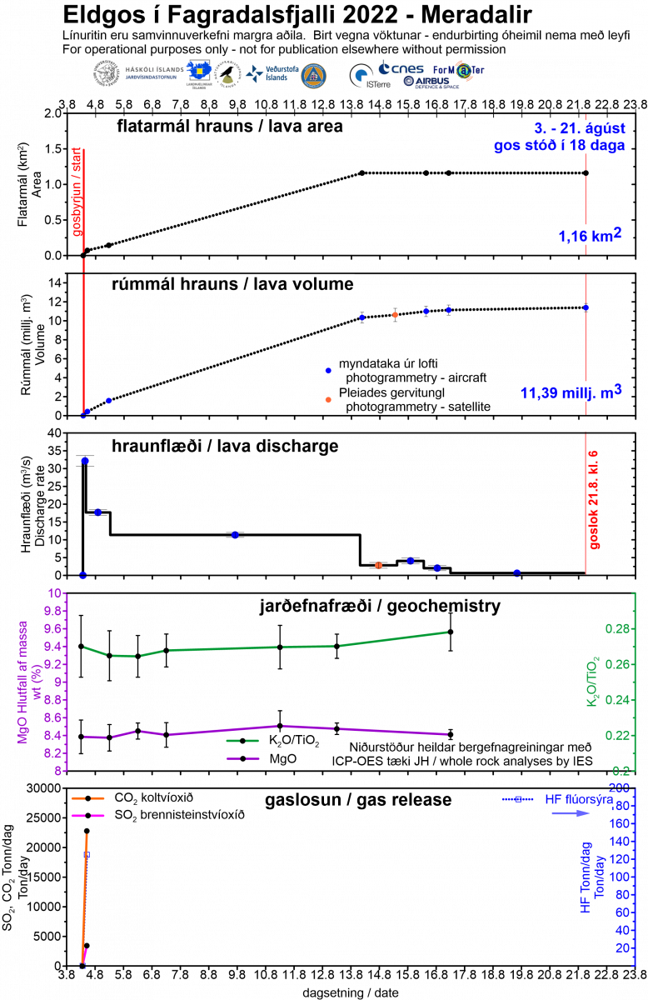 Eldgos í Fagradalsfjalli 2022 - Meradalir
Línuritin eru samvinnuverkefni margra aðila.  Birt vegna vöktunar - endurbirting óheimil nema með leyfi
For operational purposes only - not for publication elsewhere without permission
HÁSKÓLI ÍSLANDS
JARÐVÍSINDASTOFNUN
LANDMÆLINGAR
ÍSLANDS
Veðurstofa
Íslands
ISTerre
cnes
AIRBUS
DEFENCE & SPACE
ForM@Ter
3.8 4.8 5.8 6.8 7.8 8.8 9.8 10.8 11.8 12.8 13.8 14.8 15.8 16.8 17.8 18.8 19.8 20.8 21.8 22.8 23.8
flatarmál hrauns / lava area
3. - 21. ágúst
gos stóð í 18 daga
1,16 km2
gosbyrjun / start
Flatarmál (km2)
Area
2.0
1.5
1.0
0.5
0.0
rúmmál hrauns / lava volume
Rúmmál (millj. m3)
Volume
14
12
10
8
6
4
2
0
myndataka úr lofti
photogrammetry - aircraft
Pleiades gervitungl
photogrammetry - satellite
11,39 millj. m3
hraunflæði / lava discharge
Hraunflæði (m3/s)
Discharge rate
40
35
30
25
20
15
10
5
0
goslok 21.8. kl. 6
jarðefnafræði / geochemistry
MgO Hlutfall af massa
wt (%)
10
9.8
9.6
9.4
9.2
9
8.8
8.6
8.4
8.2
8
K2O/TiO2
0.28
0.26
0.24
0.22
0.2
K2O/TiO2
MgO
Niðurstöður heildar bergefnagreiningar með
ICP-OES tæki JH / whole rock analyses by IES
gaslosun / gas release
CO2 koltvíoxið
SO2 brennisteinstvíoxíð
HF flúorsýra
SO2, CO2 Tonn/dag
Ton/day
30000
25000
20000
15000
10000
5000
0
HF Tonn/dag
Ton/day
200
180
160
140
120
100
80
60
40
20
3.8 4.8 5.8 6.8 7.8 8.8 9.8 10.8 11.8 12.8 13.8 14.8 15.8 16.8 17.8 18.8 19.8 20.8 21.8 22.8 23.8
dagsetning / date